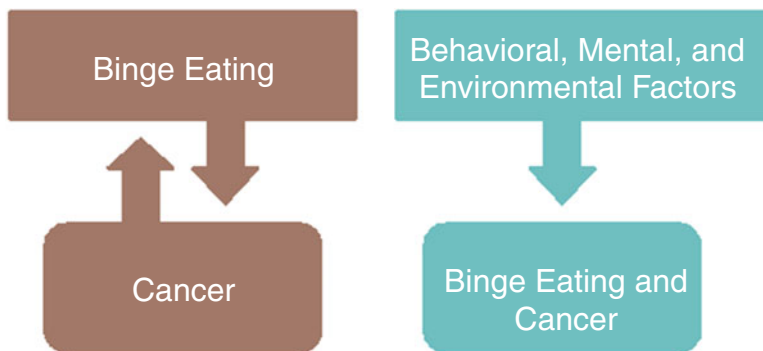 Binge Eating
Cancer
Behavioral, Mental, and
Environmental Factors
Binge Eating and
Cancer